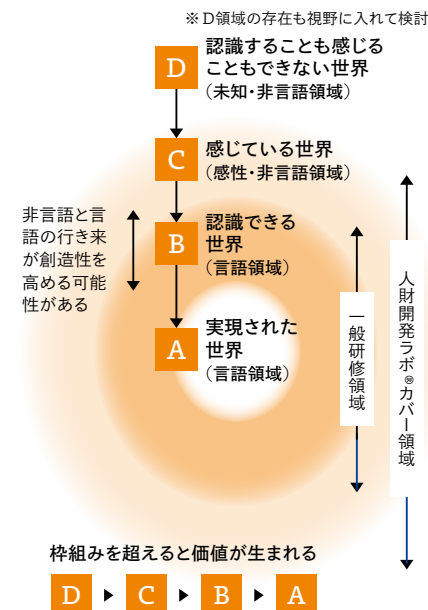 ※D領域の存在も視野に入れて検討
D
認識することも感じる
こともできない世界
（未知・非言語領域）
C
感じている世界
（感性・非言語領域）
非言語と言
語の行き来
が創造性を
高める可能
性がある
B
認識できる
世界
（言語領域）
A
実現された
世界
（言語領域）
一般研修領域
人財開発ラボ®カバー領域
枠組みを超えると価値が生まれる
D ▶ C ▶ B ▶ A